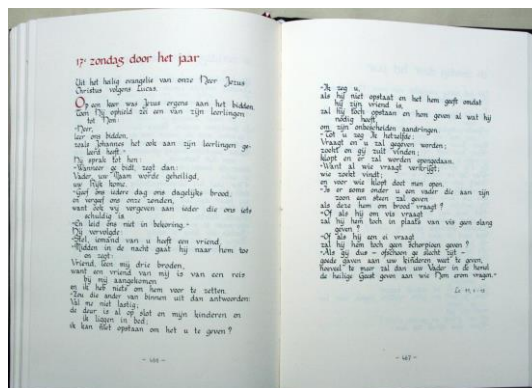 17e zondag door het jaar
Uit het heilig evangelie van onze Heer Jezus
Christus volgens Lucas.
Op een keer was Jezus ergens aan het bidden.
Toen Hij ophield zei een van zijn leerlingen
tot Hem:
"Heer,
leer ons bidden,
zoals Johannes het ook aan zijn leerlingen ge-
leerd heeft."
Hij sprak tot hen:
"Wanneer ge bidt, zegt dan:
Vader, uw Naam worde geheiligd,
uw Rijk kome.
Geef ons iedere dag ons dagelijks brood,
en vergeef ons onze zonden,
want ook wij vergeven aan ieder die ons iets
schuldig is
En leid ons niet in bekoring."
Hij vervolgde:
"Stel, iemand van u heeft een vriend.
Midden in de nacht gaat hij naar hem toe
en zegt:
Vriend, leen mij drie broden,
want een vriend van mij is van een reis
bij mij aangekomen
en ik heb niets om hem voor te zetten.
Zou die ander van binnen uit dan antwoorden:
Val me niet lastig;
de deur is al op slot en mijn kinderen en
ik liggen in bed;
ik kan niet opstaan om het u te geven?
"Ik zeg u,
als hij niet opstaat en het hem geeft omdat
hij zijn vriend is,
zal hij toch opstaan en hem geven al wat hij
nodig heeft,
om zijn onbescheiden aandringen.
"Tot u zeg Ik hetzelfde:
Vraagt en u zal gegeven worden;
zoekt en gij zult vinden;
klopt en er zal worden opengedaan.
"Want al wie vraagt verkrijgt;
wie zoekt vindt;
en voor wie klopt doet men open.
"Is er soms onder u een vader die aan zijn
zoon een steen zal geven
als deze hem om brood vraagt?
"Of als hij om vis vraagt
zal hij hem toch in plaats van vis geen slang
geven?
"Of als hij een ei vraagt
zal hij hem toch geen schorpioen geven?
"Als gij dus - ofschoon ge slecht zijt -
goede gaven aan uw kinderen weet te geven,
hoeveel te meer zal dan uw Vader in de hemel
de heilige Geest geven aan wie Hem erom vragen."